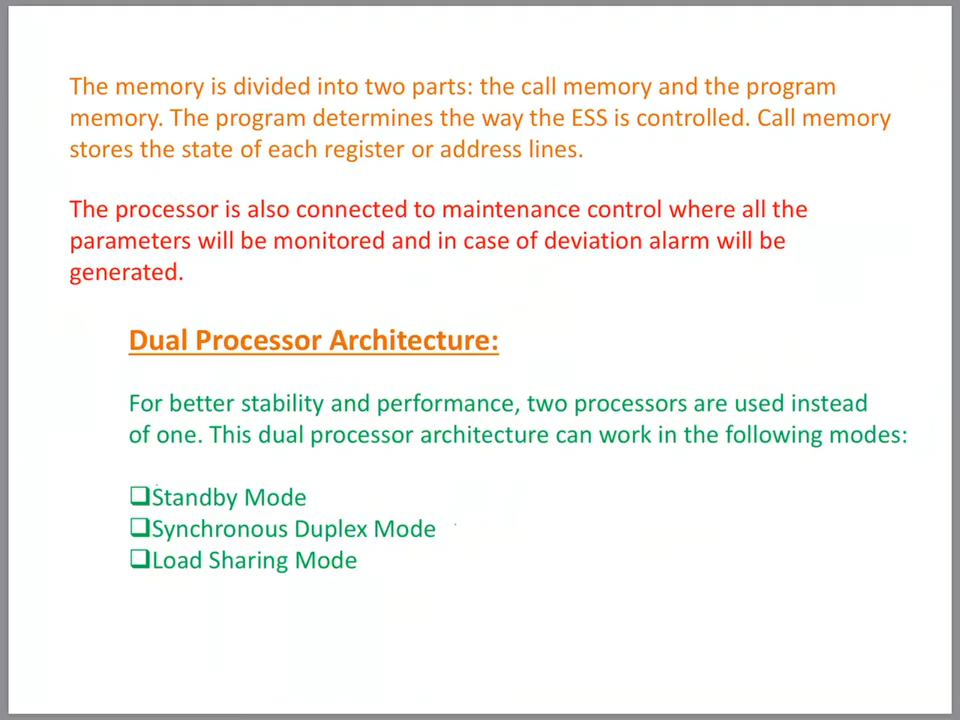 The memory is divided into two parts: the call memory and the program
memory. The program determines the way the ESS is controlled. Call memory
stores the state of each register or address lines.
The processor is also connected to maintenance control where all the
parameters will be monitored and in case of deviation alarm will be
generated.
Dual Processor Architecture:
For better stability and performance, two processors are used instead
of one. This dual processor architecture can work in the following modes:
❑Standby Mode
❑Synchronous Duplex Mode
❑Load Sharing Mode